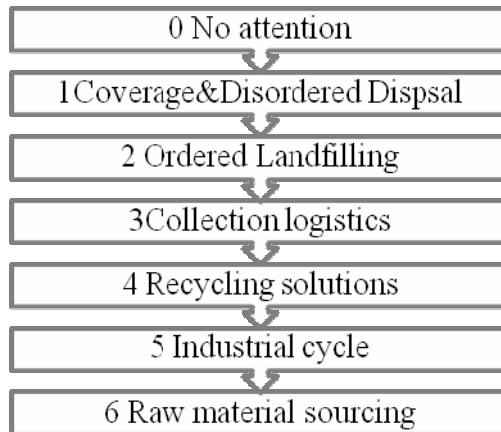 0 No attention
1Coverage&Disordered Dispsal
2 Ordered Landfilling
3Collection logistics
4 Recycling solutions
5 Industrial cycle
6 Raw material sourcing